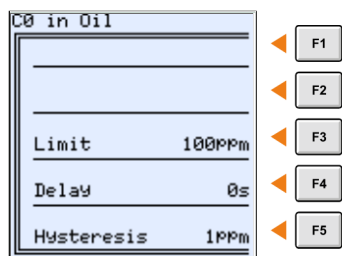 C0 in Oil
F1
F2
Limit 100ppm F3
Delay 0s F4
Hysteresis 1ppm F5